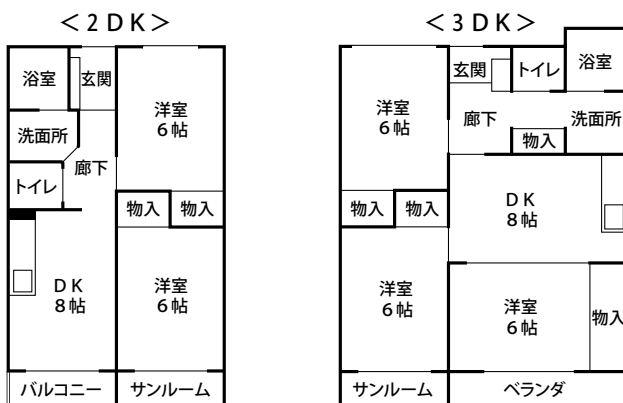 ＜2DK＞
浴室
玄関
洋室
6帖
洗面所
廊下
トイレ
物入
物入
DK
8帖
洋室
6帖
バルコニー
サンルーム
＜3DK＞
玄関
トイレ
浴室
洋室
6帖
廊下
洗面所
物入
物入
物入
DK
8帖
洋室
6帖
洋室
6帖
物入
サンルーム
ベランダ